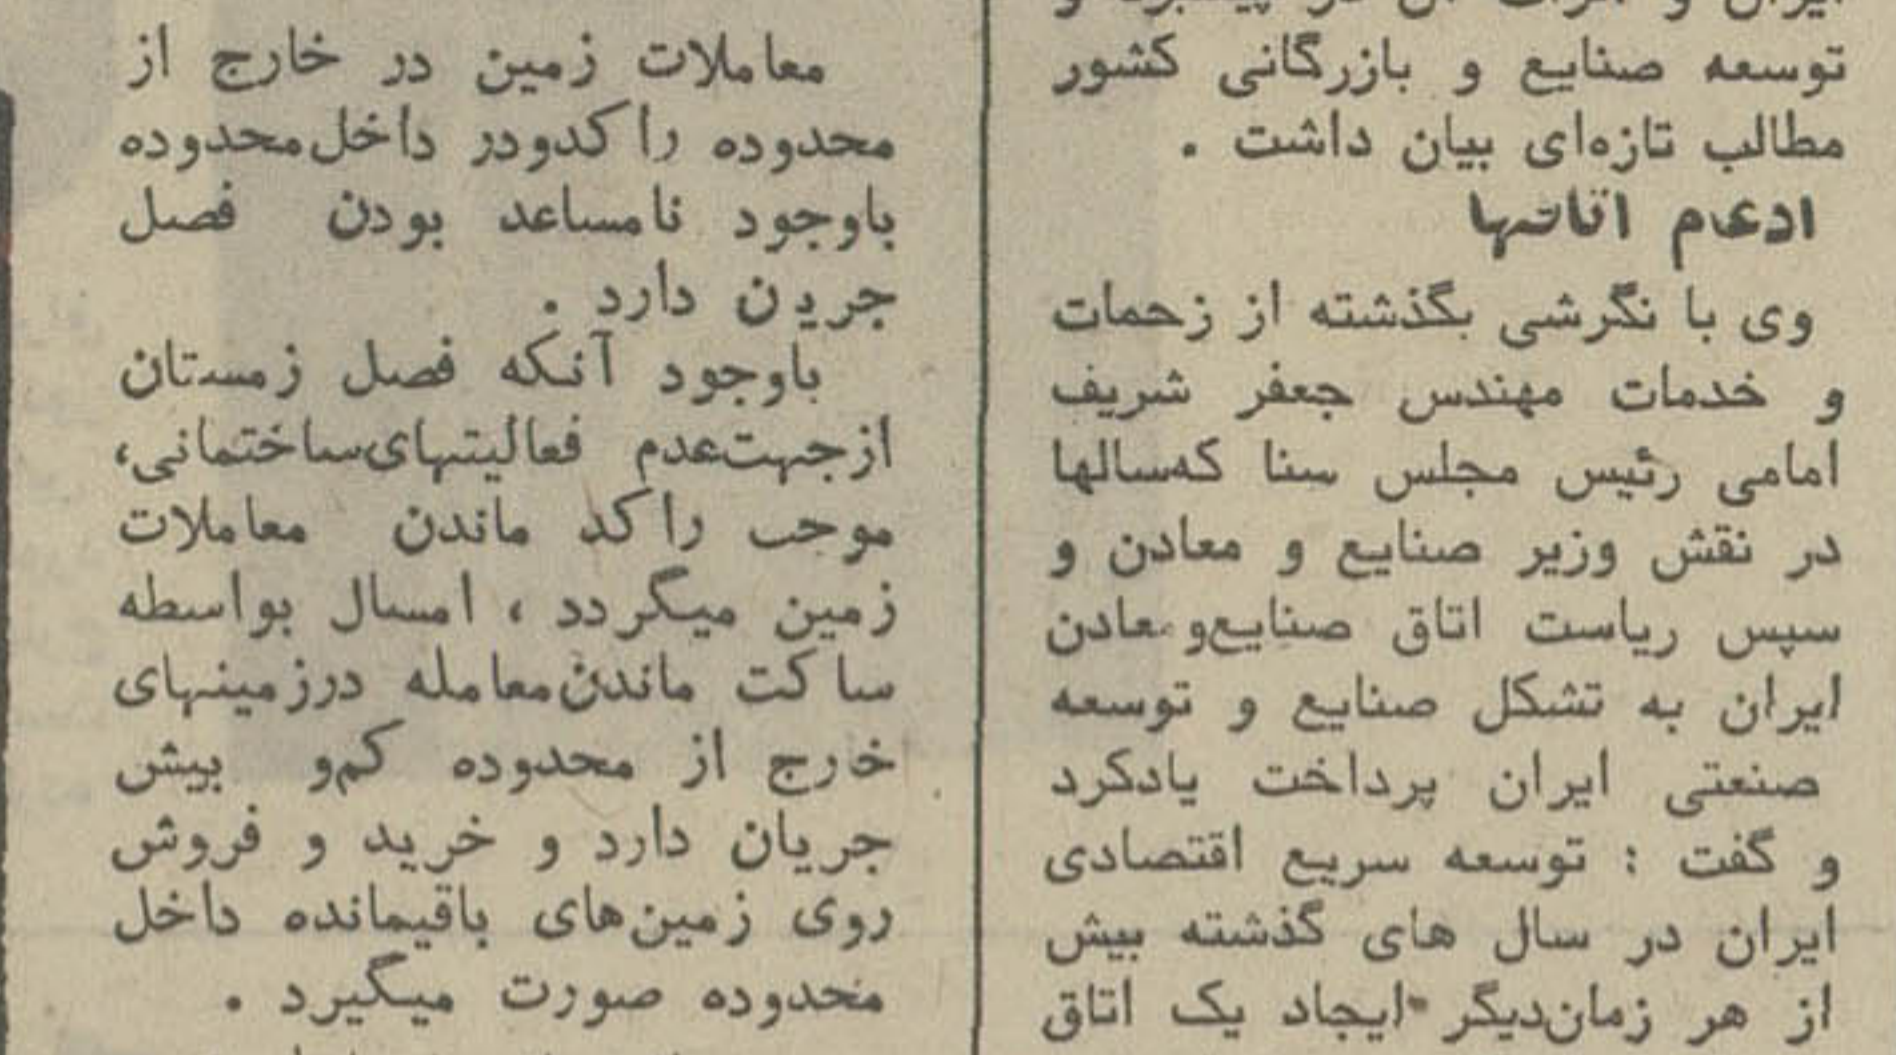 توسعه صنایع و بازرگانی کشور
مطالب تازه‌ای بیان داشت .
ادغام اتاقها
وی با نگرشی بگذشته از زحمات
و خدمات مهندس جعفر شریف
امامی رئیس مجلس سنا که‌سالها
در نقش وزیر صنایع و معادن و
سپس ریاست اتاق صنایع‌و معادن
ایران به تشکل صنایع و توسعه
صنعتی ایران پرداخت یادکرد
و گفت : توسعه سریع اقتصادی
ایران در سال های گذشته بیش
از هر زمان‌دیگر ایجاد یک اتاق
معاملات زمین در خارج از
محدوده راکدودر داخل‌محدوده
باوجود نامساعد بودن فصل
جرین دارد .
باوجود آنکه فصل زمستان
ازجهت‌عدم فعالیتهای‌ساختمانی،
موجب راکد ماندن معاملات
زمین میگردد ، امسال بواسطه
ساکت ماندن‌معامله درزمینهای
خارج از محدوده کم‌و بیش
جریان دارد و خرید و فروش
روی زمین‌های باقیمانده داخل
محدوده صورت میگیرد .